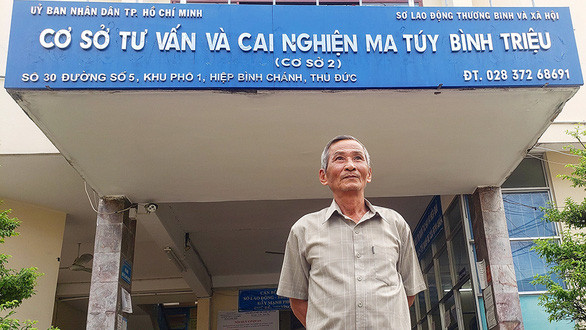 ỦY BAN NHÂN DÂN TP. HỒ CHÍ MINH
SỞ LAO ĐỘNG THƯƠNG BINH VÀ XÃ HỘI
CƠ SỞ TƯ VẤN VÀ CAI NGHIỆN MA TÚY BÌNH TRIỆU
(CƠ SỞ 2)
SỐ 30 ĐƯỜNG SỐ 5, KHU PHỐ 1, HIỆP BÌNH CHÁNH, THỦ ĐỨC
ĐT. 028 372 68691